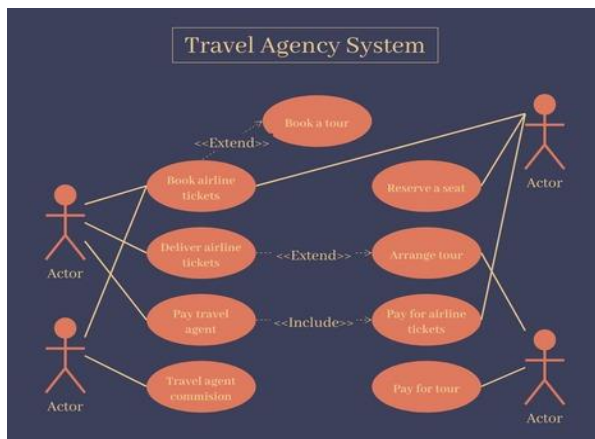 Travel Agency System
Book a tour
<<Extend>>
Book airline
tickets
Reserve a seat
Actor
Actor
Deliver airline
tickets
<<Extend>>
Arrange tour
Pay travel
agent
<<Include>>
Pay for airline
tickets
Travel agent
commision
Pay for tour
Actor
Actor